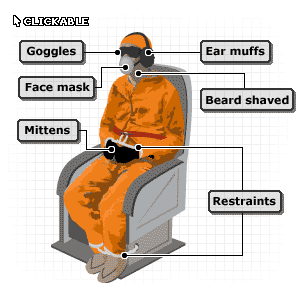 CLICKABLE
Goggles
Ear muffs
Face mask
Beard shaved
Mittens
Restraints